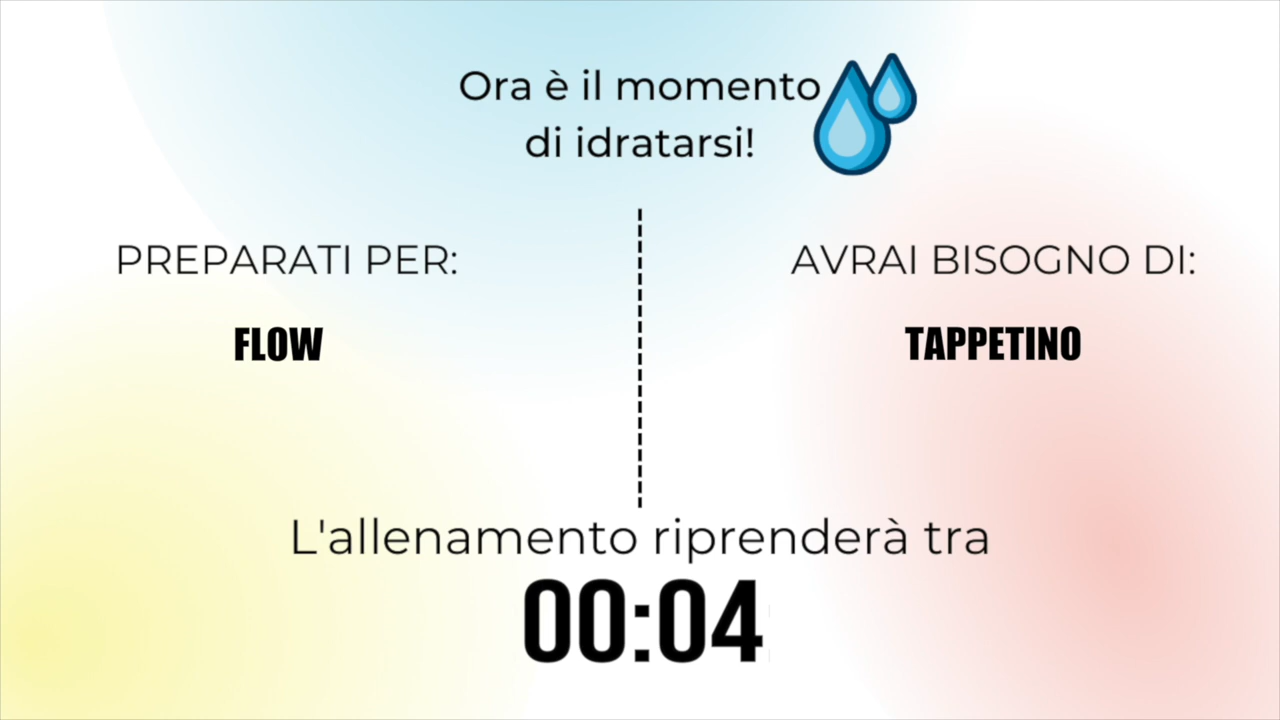 Ora è il momento
di idratarsi!
PREPARATI PER:
FLOW
AVRAI BISOGNO DI:
TAPPETINO
L'allenamento riprenderà tra
00:04